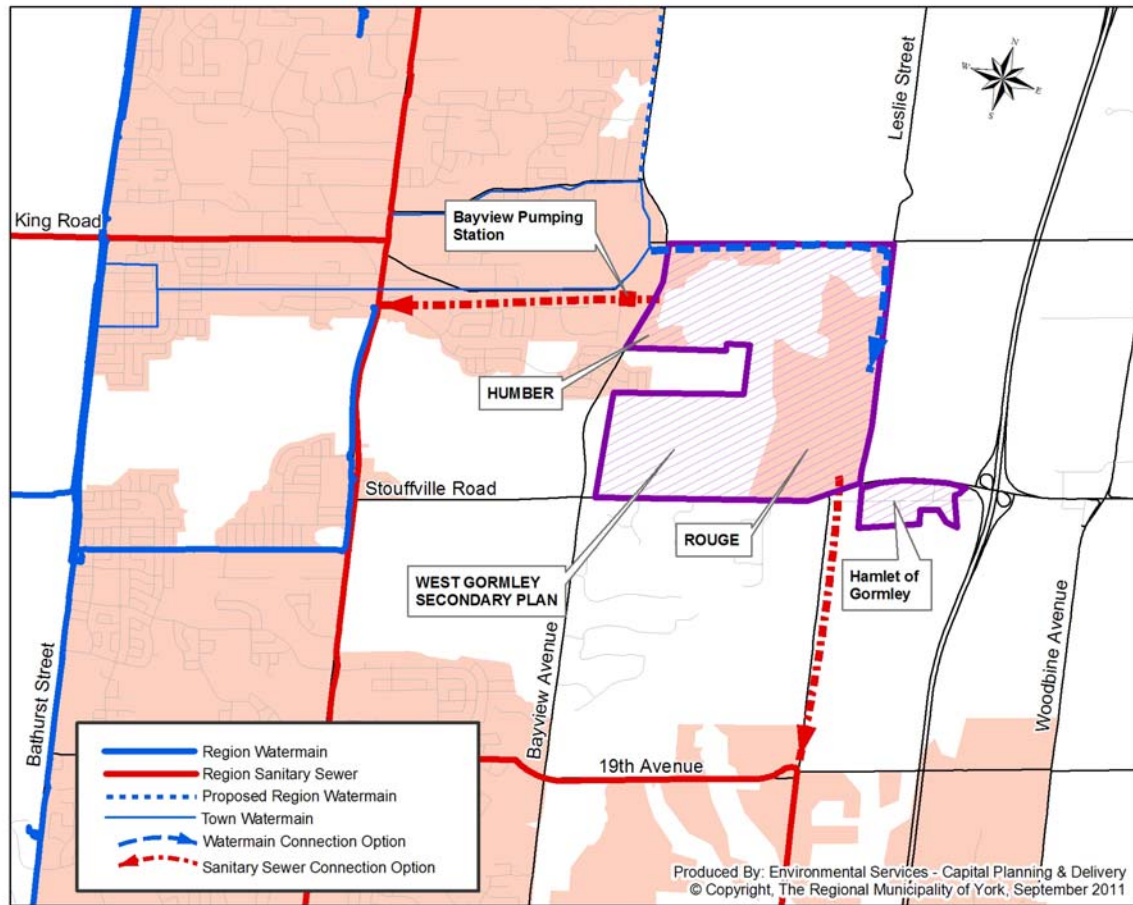 N
W
E
S
Leslie Street
King Road
Bayview Pumping
Station
HUMBER
Stouffville Road
ROUGE
WEST GORMLEY
SECONDARY PLAN
Hamlet of
Gormley
Bathurst Street
Bayview Avenue
Woodbine Avenue
19th Avenue
Region Watermain
Region Sanitary Sewer
Proposed Region Watermain
Town Watermain
Watermain Connection Option
Sanitary Sewer Connection Option
Produced By: Environmental Services - Capital Planning & Delivery
© Copyright, The Regional Municipality of York, September 2011